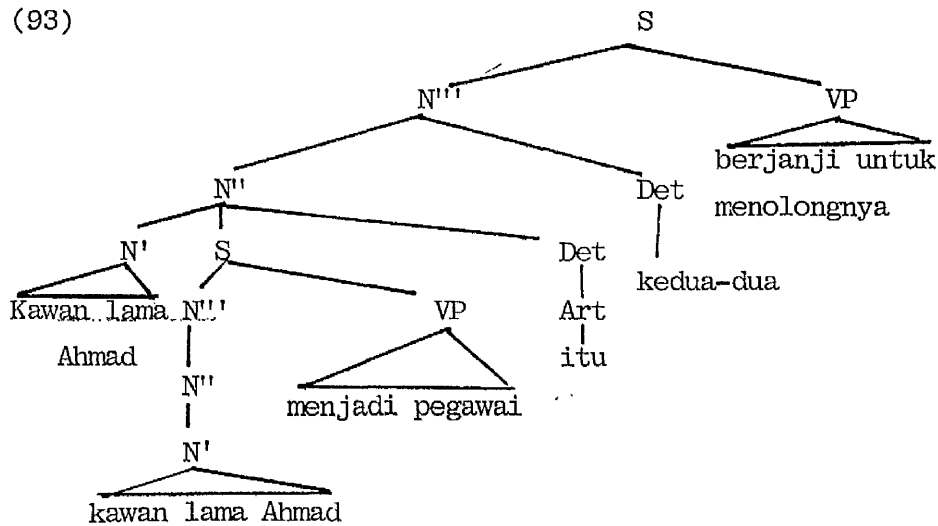 (93) S
N''' VP
berjanji untuk
N'' Det menolongnya
N' S Det kedua-dua
Kawan lama N''' VP Art
Ahmad itu
N'' menjadi pegawai
N'
kawan lama Ahmad